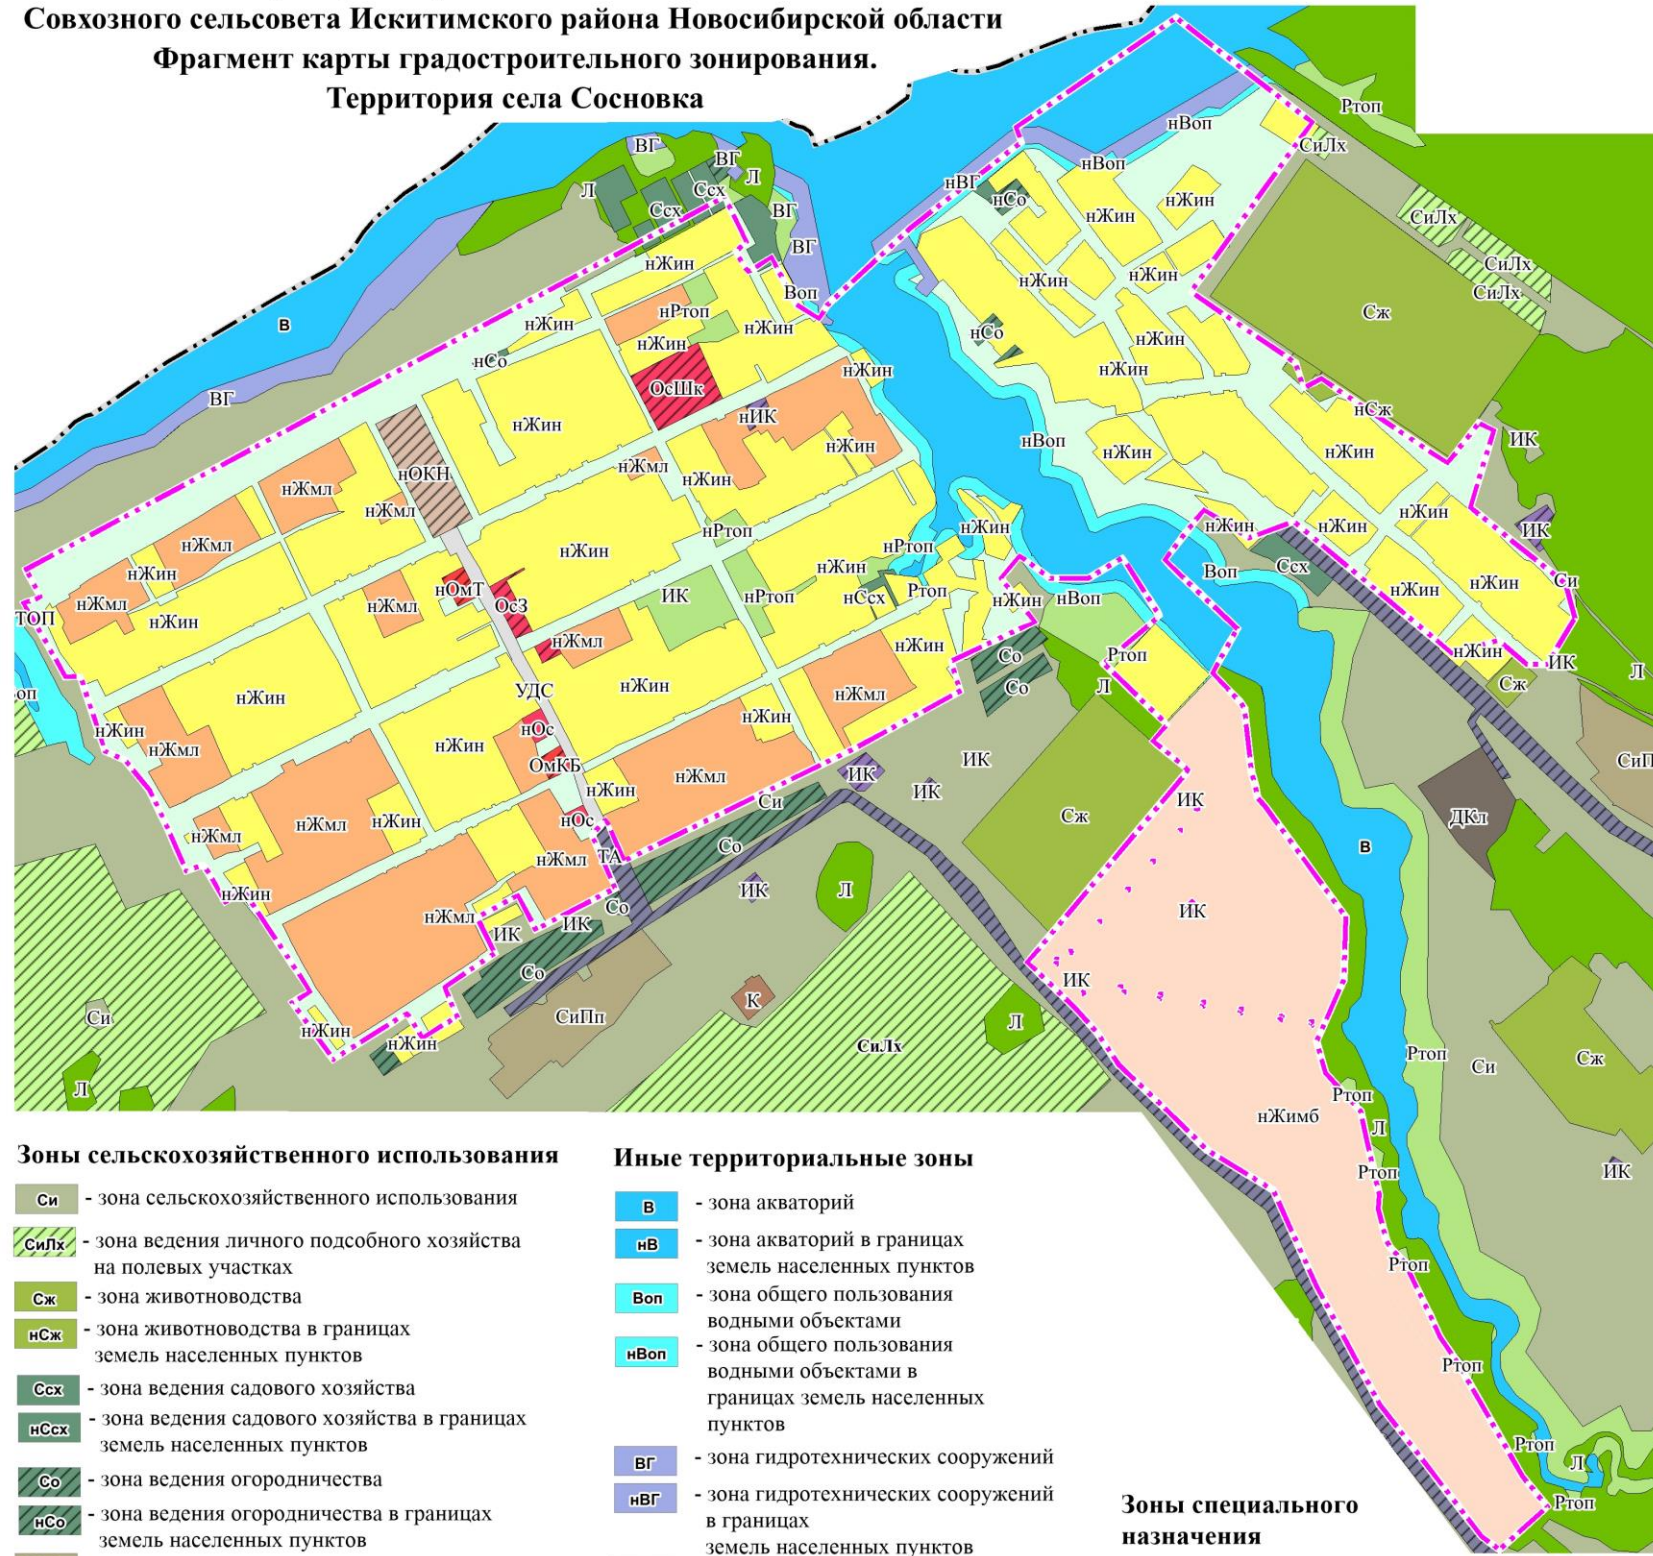 Совхозного сельсовета Искитимского района Новосибирской области
Фрагмент карты градостроительного зонирования.
Территория села Сосновка
Ртоп
нВоп
СиЛх
ВГ
ВГ
Л
Л
Ссх
Ссх
ВГ
ВГ
нВоп
нВГ
нСо
нЖин
нЖин
СиЛх
нЖин
Воп
нЖин
нЖин
СиЛх
СиЛх
В
нЖин
нРтоп
нЖин
нЖин
нСо
нЖин
Сж
нСо
нЖин
нЖин
ВГ
ОсШк
нИК
нСж
нЖин
нВоп
ИК
нЖин
нЖин
нЖин
нОКН
нЖмл
нЖин
нЖмл
нЖмл
нЖин
нЖин
нРтоп
нЖин
нЖин
ИК
нЖмл
нЖин
нРтоп
нЖин
нЖин
Воп
Ссх
Си
нЖин
нЖин
нЖмл
нЖин
нЖмл
нОмТ
ОсЗ
ИК
нРтоп
нСсх
Ртоп
нЖин
нВоп
ТОП
нЖин
нЖмл
нЖин
Со
Ртоп
нЖин
ИК
Л
оп
нЖин
УДС
нЖин
нЖмл
Со
Л
Сж
нЖин
нЖмл
нЖин
нОс
нЖин
ОмКБ
нЖмл
ИК
ИК
СиП
нЖин
Си
ИК
ИК
нЖмл
нЖмл
нЖин
нОс
Сж
ДКл
ТА
нЖмл
Со
В
нЖин
ИК
Л
нЖмл
Со
ИК
ИК
ИК
Со
ИК
Си
СиПп
К
Л
нЖин
нЖин
СиЛх
Ртоп
Си
Сж
Л
Ртоп
нЖимб
Л
Ртоп
ИК
Ртоп
Ртоп
Ртоп
Л
Ртоп
Зоны сельскохозяйственного использования
Си - зона сельскохозяйственного использования
СиЛх - зона ведения личного подсобного хозяйства
на полевых участках
Сж - зона животноводства
нСж - зона животноводства в границах
земель населенных пунктов
Ссх - зона ведения садового хозяйства
нСсх - зона ведения садового хозяйства в границах
земель населенных пунктов
Со - зона ведения огородничества
нСо - зона ведения огородничества в границах
земель населенных пунктов
Иные территориальные зоны
В - зона акваторий
нВ - зона акваторий в границах
земель населенных пунктов
Воп - зона общего пользования
водными объектами
нВоп - зона общего пользования
водными объектами в
границах земель населенных
пунктов
ВГ - зона гидротехнических сооружений
нВГ - зона гидротехнических сооружений
в границах
земель населенных пунктов
Зоны специального
назначения